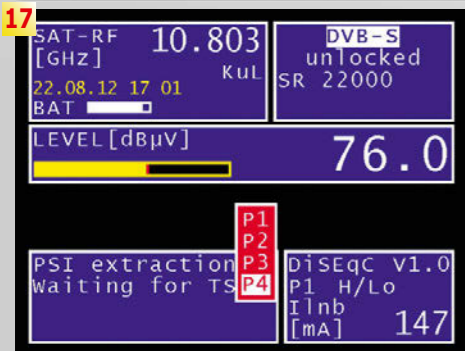 17
SAT-RF 10.803
[GHz] KuL
22.08.12 17 01
BAT
DVB-S
unlocked
SR 22000
LEVEL[dBµV] 76.0
P1
P2
P3
P4
PSI extraction
Waiting for TS
DiSEqC V1.0
P1 H/Lo
Ilnb
[mA] 147